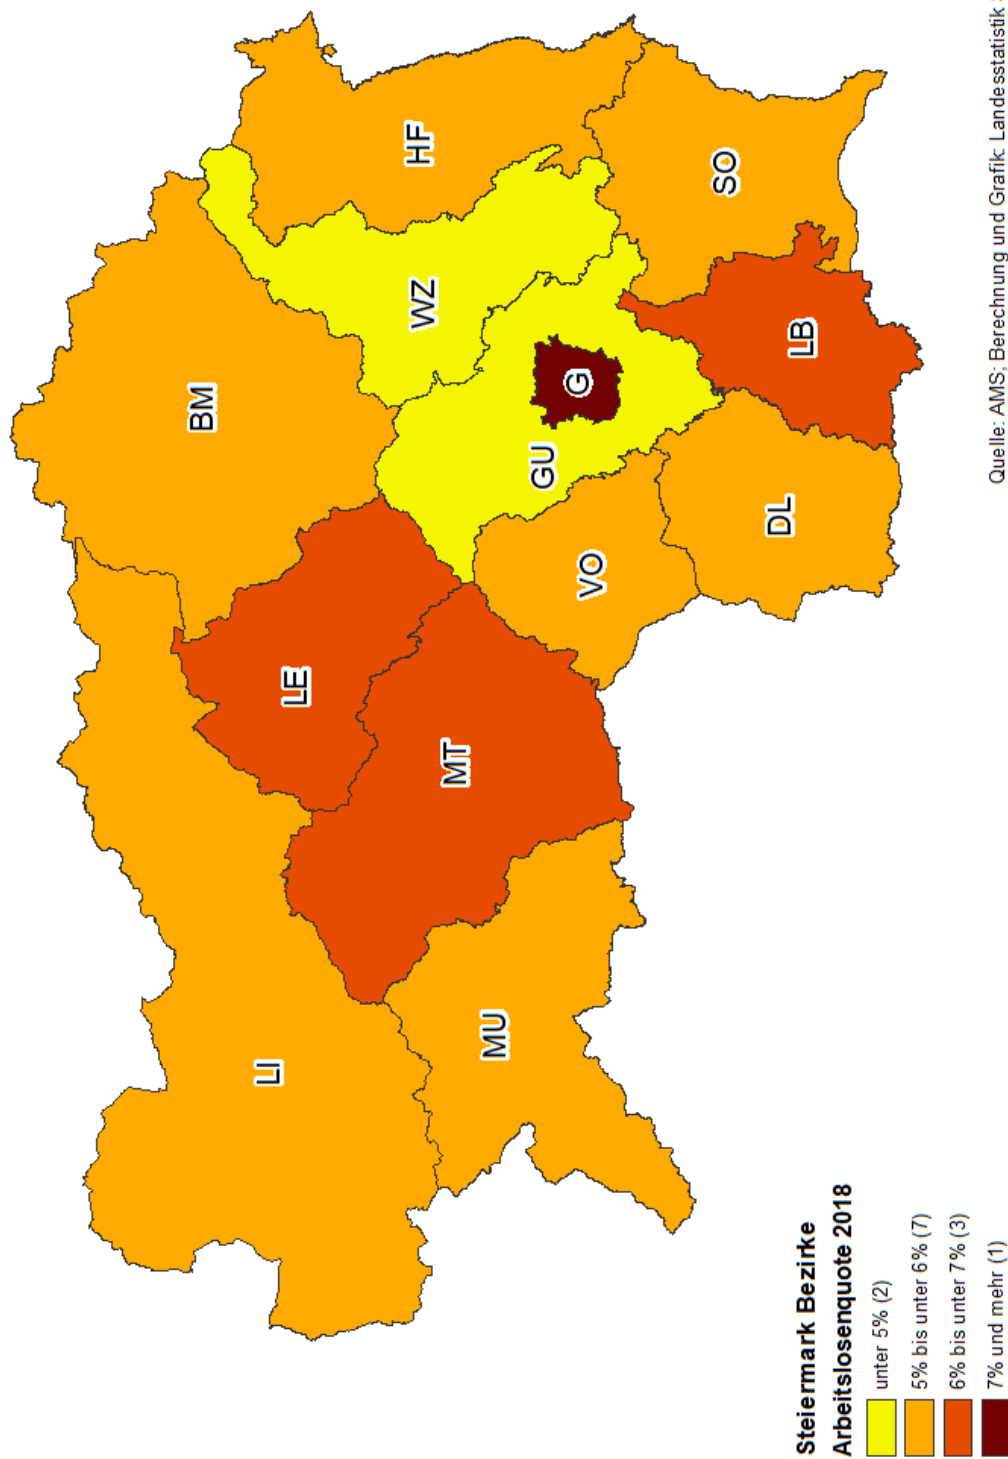 BM
LI
LE
HF
WZ
MT
MU
GU
G
VO
SO
DL
LB
Steiermark Bezirke
Arbeitslosenquote 2018
unter 5% (2)
5% bis unter 6% (7)
6% bis unter 7% (3)
7% und mehr (1)
Quelle: AMS; Berechnung und Grafik: Landesstatistik